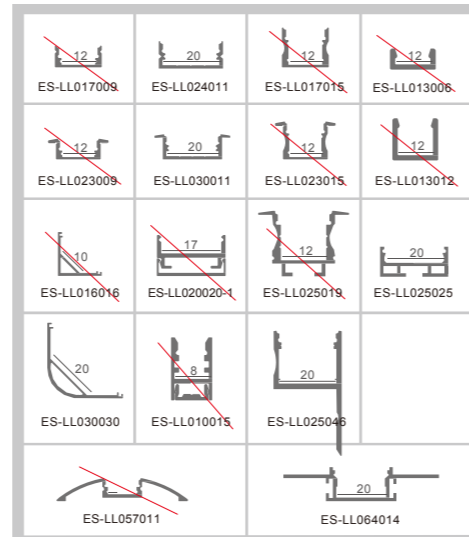 12 20 12 12
ES-LL017009 ES-LL024011 ES-LL017015 ES-LL013006
12 20 12 12
ES-LL023009 ES-LL030011 ES-LL023015 ES-LL013012
10 17 12 20
ES-LL016016 ES-LL020020-1 ES-LL025019 ES-LL025025
20 8 20
ES-LL030030 ES-LL010015 ES-LL025046
20
ES-LL057011 ES-LL064014